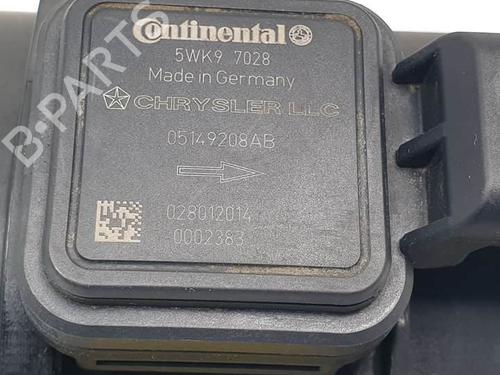 Continental
5WK9 7028
Made in Germany
CHRYSLER LLC
05149208AB
028012014
0002383
B-PARTS